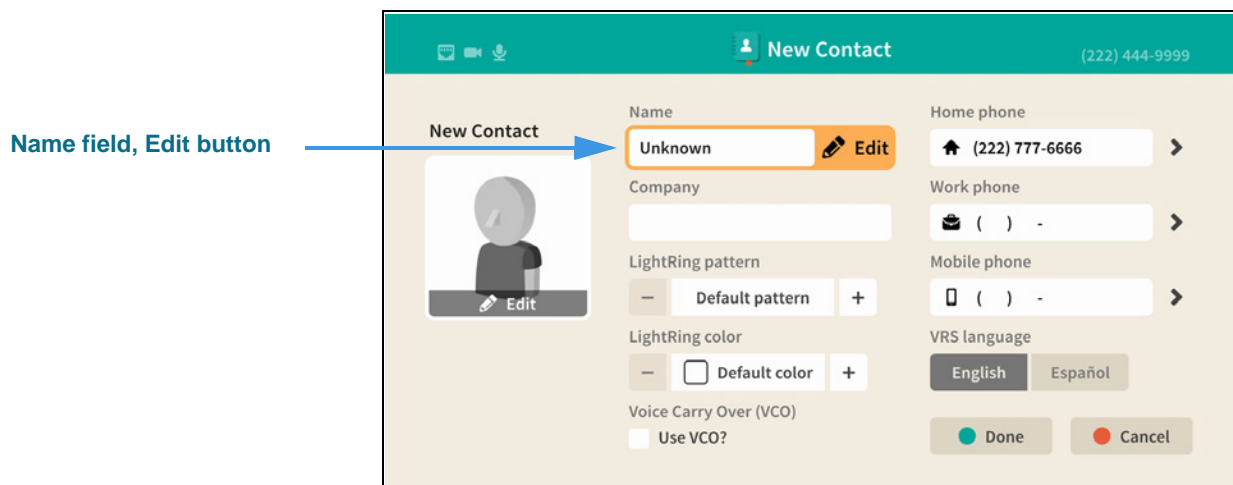 New Contact
(222) 444-9999
Name field, Edit button
New Contact
Edit
Name
Unknown
Edit
Company
LightRing pattern
− Default pattern +
LightRing color
− Default color +
Voice Carry Over (VCO)
Use VCO?
Home phone
(222) 777-6666
Work phone
( ) -
Mobile phone
( ) -
VRS language
English Español
Done Cancel